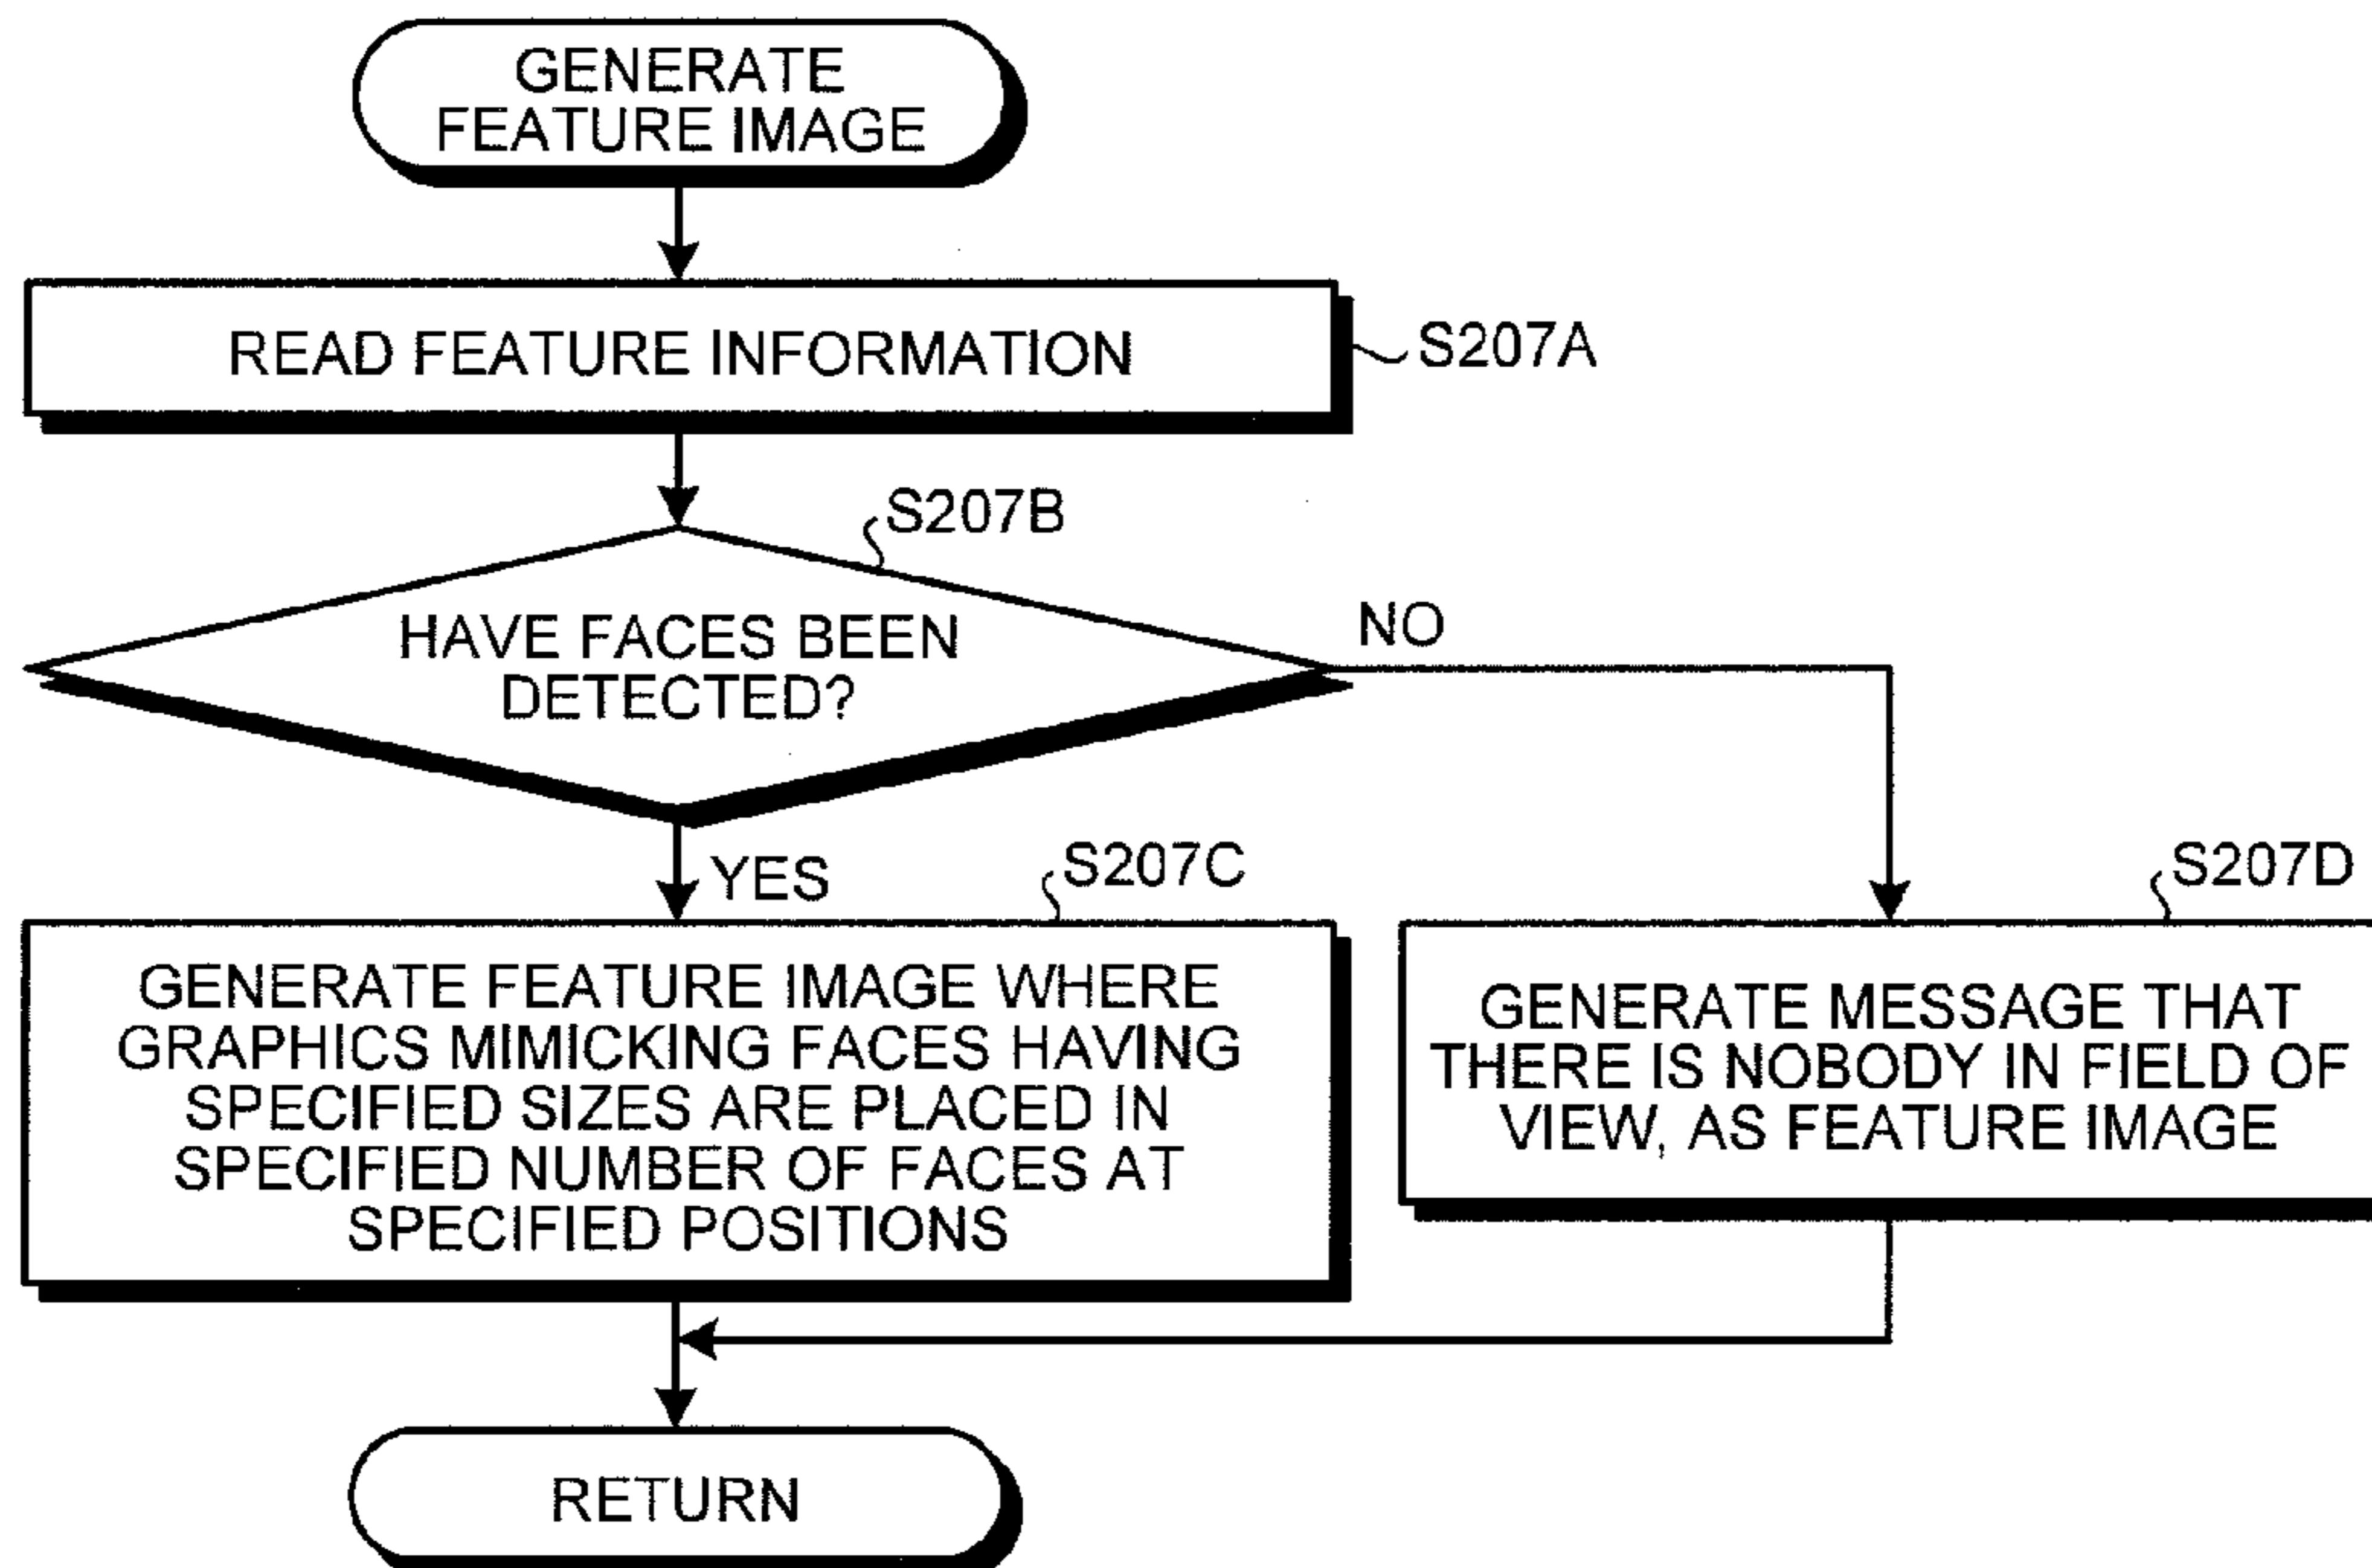 GENERATE
FEATURE IMAGE
READ FEATURE INFORMATION
S207A
S207B
HAVE FACES BEEN
DETECTED?
NO
YES
S207C
S207D
GENERATE FEATURE IMAGE WHERE
GRAPHICS MIMICKING FACES HAVING
SPECIFIED SIZES ARE PLACED IN
SPECIFIED NUMBER OF FACES AT
SPECIFIED POSITIONS
GENERATE MESSAGE THAT
THERE IS NOBODY IN FIELD OF
VIEW, AS FEATURE IMAGE
RETURN